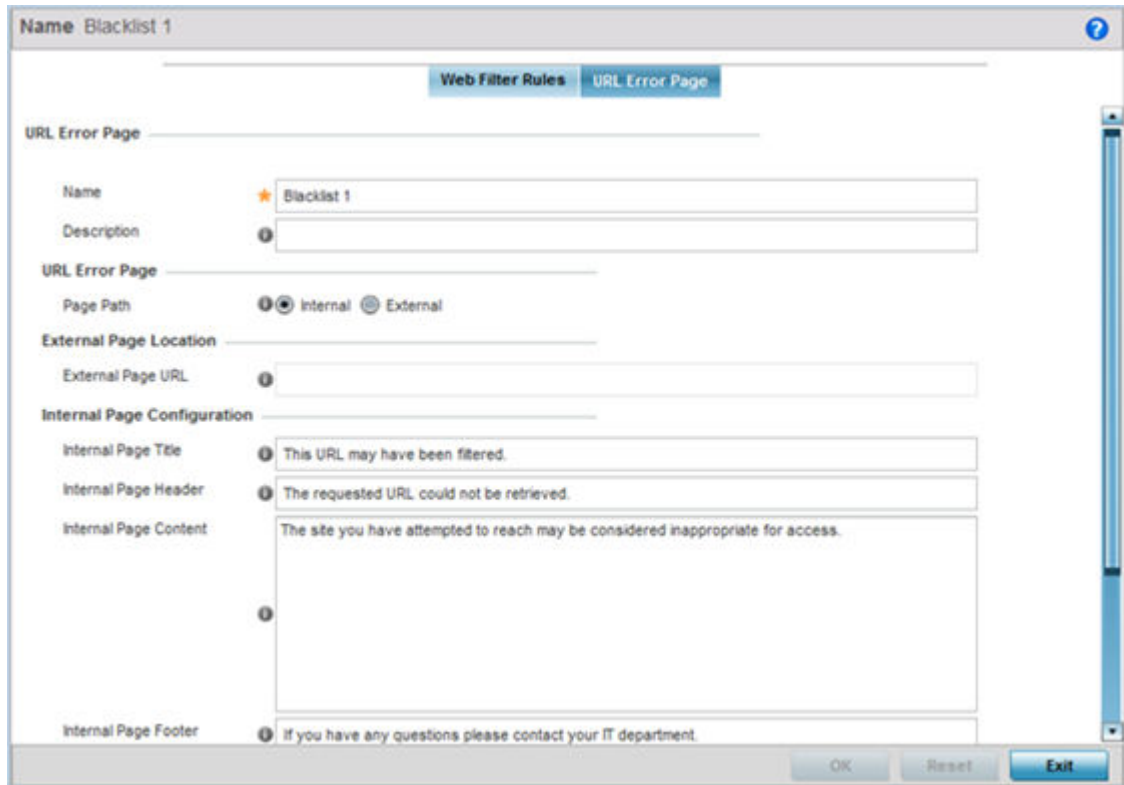 Name Blacklist 1
?
Web Filter Rules URL Error Page
URL Error Page
Name Blacklist 1
Description
URL Error Page
Page Path Internal External
External Page Location
External Page URL
Internal Page Configuration
Internal Page Title This URL may have been filtered.
Internal Page Header The requested URL could not be retrieved.
Internal Page Content The site you have attempted to reach may be considered inappropriate for access.
Internal Page Footer If you have any questions please contact your IT department.
OK Reset Exit